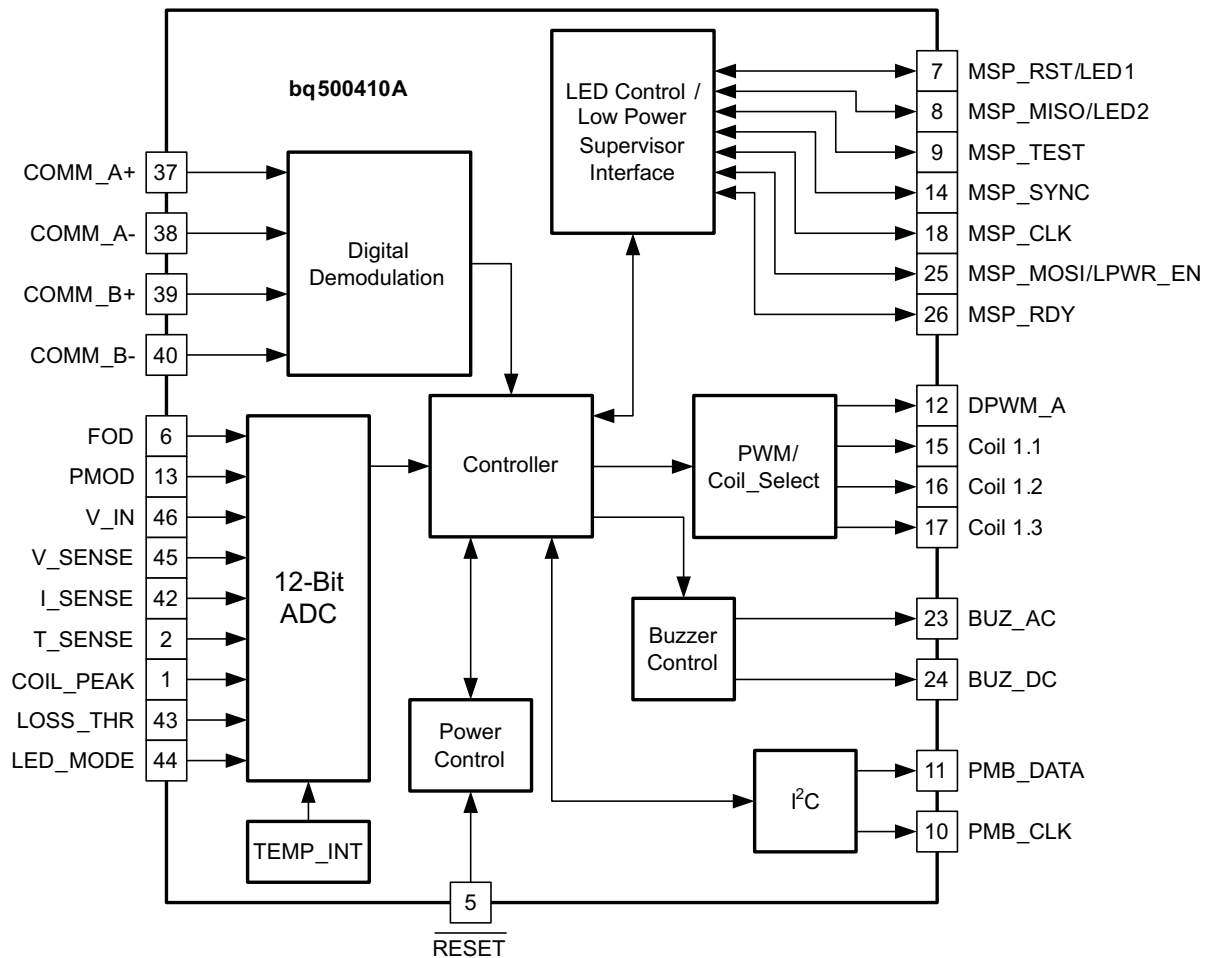 bq500410A
LED Control /
Low Power
Supervisor
Interface
7 MSP_RST/LED1
8 MSP_MISO/LED2
9 MSP_TEST
14 MSP_SYNC
18 MSP_CLK
25 MSP_MOSI/LPWR_EN
26 MSP_RDY
COMM_A+ 37
COMM_A- 38
COMM_B+ 39
COMM_B- 40
Digital
Demodulation
FOD 6
PMOD 13
V_IN 46
V_SENSE 45
I_SENSE 42
T_SENSE 2
COIL_PEAK 1
LOSS_THR 43
LED_MODE 44
12-Bit
ADC
TEMP_INT
Controller
PWM/
Coil_Select
12 DPWM_A
15 Coil 1.1
16 Coil 1.2
17 Coil 1.3
Buzzer
Control
23 BUZ_AC
24 BUZ_DC
Power
Control
I²C
11 PMB_DATA
10 PMB_CLK
5
RESET